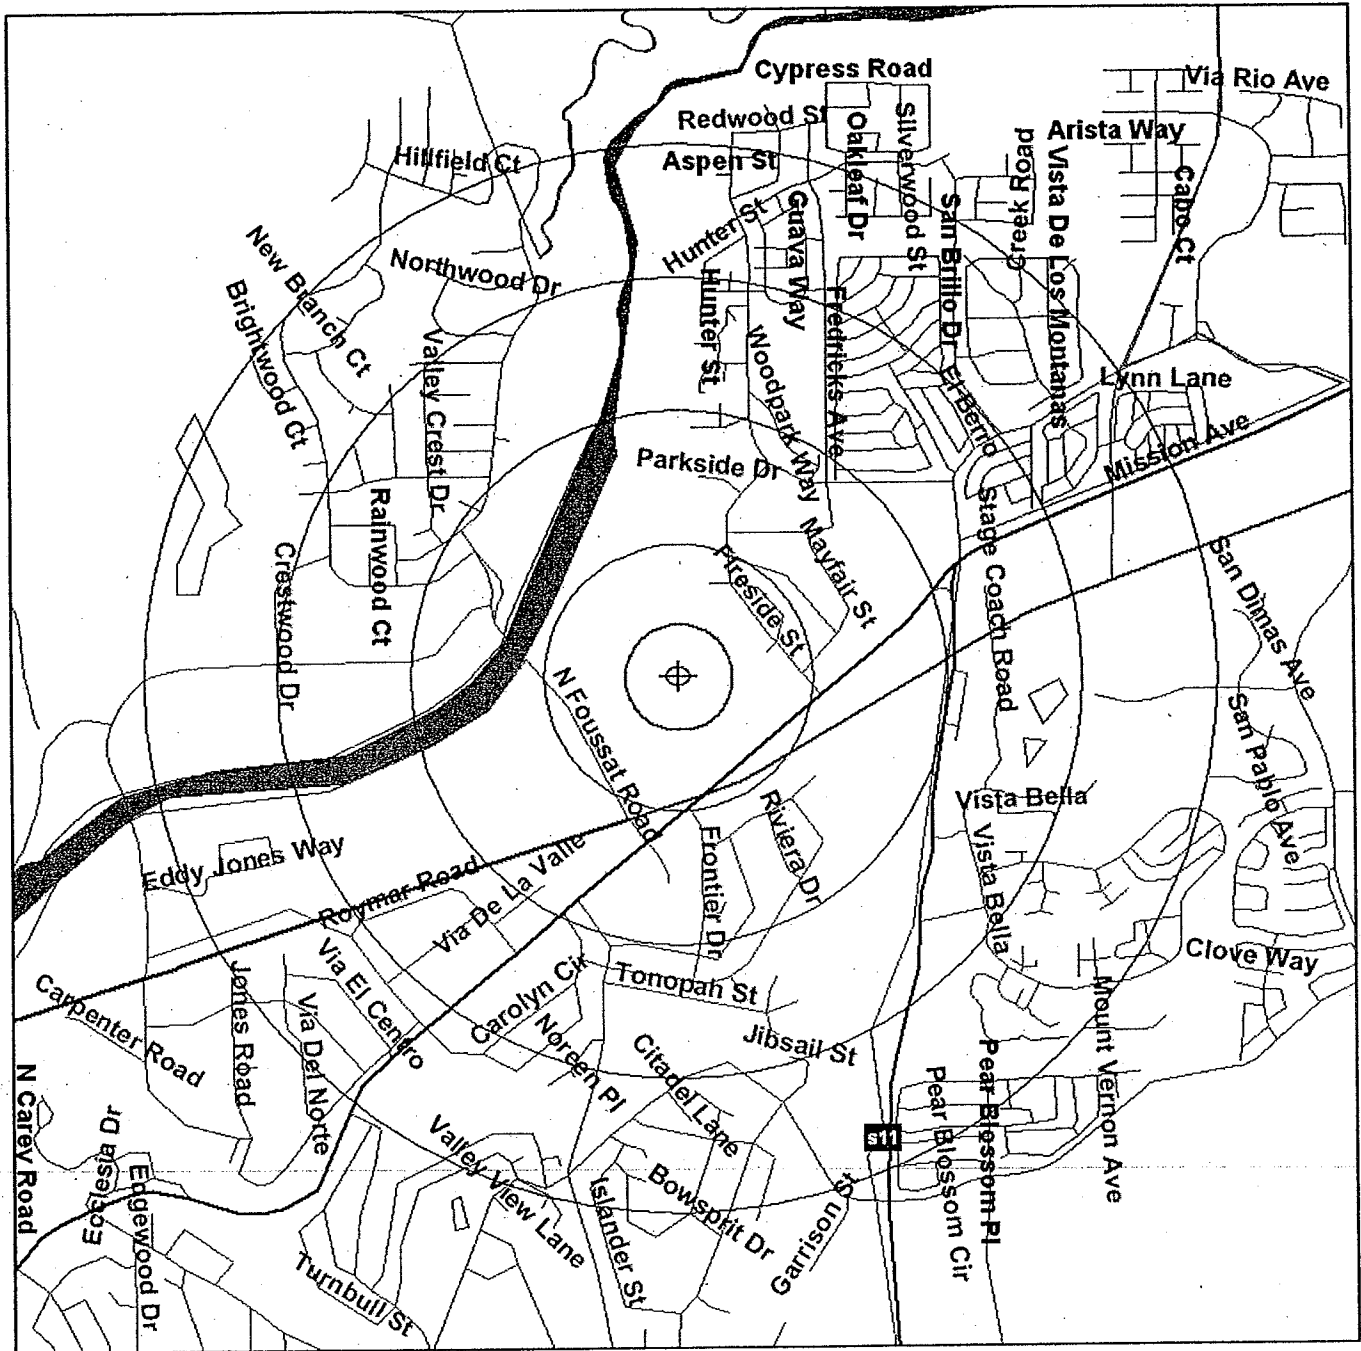 Cypress Road
Via Rio Ave
Redwood St
Oakleaf Dr
Silverwood St
Arista Way
Hillfield Ct
Aspen St
Creek Road
Vista De Los Montanas
Cabo Ct
Guava Way
San Brillo Dr
Hunter St
New Branch Ct
Northwood Dr
Brightwood Ct
Hunter St
Fredricks Ave
Valley Crest Dr
Woodpark Way
El Berrio
Lynn Lane
Mission Ave
Parkside Dr
Rainwood Ct
Stage Coach Road
Mayfair St
Fireside St
Crestwood Dr
San Dimas Ave
N Foussat Road
San Pablo Ave
Vista Bella
Riviera Dr
Frontier Dr
Vista Bella
Eddy Jones Way
Roymar Road
Via De La Valle
Clove Way
Via El Centro
Carolyn Cir
Tonopah St
Jones Road
Carpenter Road
Via Del Norte
Noreen Pl
Citadel Lane
Jibsail St
Mount Vernon Ave
Pear Blossom Pl
Pear Blossom Cir
N Carey Road
Ecclesia Dr
Edgewood Dr
Valley View Lane
s11
Islander St
Bowsprit Dr
Garrison St
Turnbull St